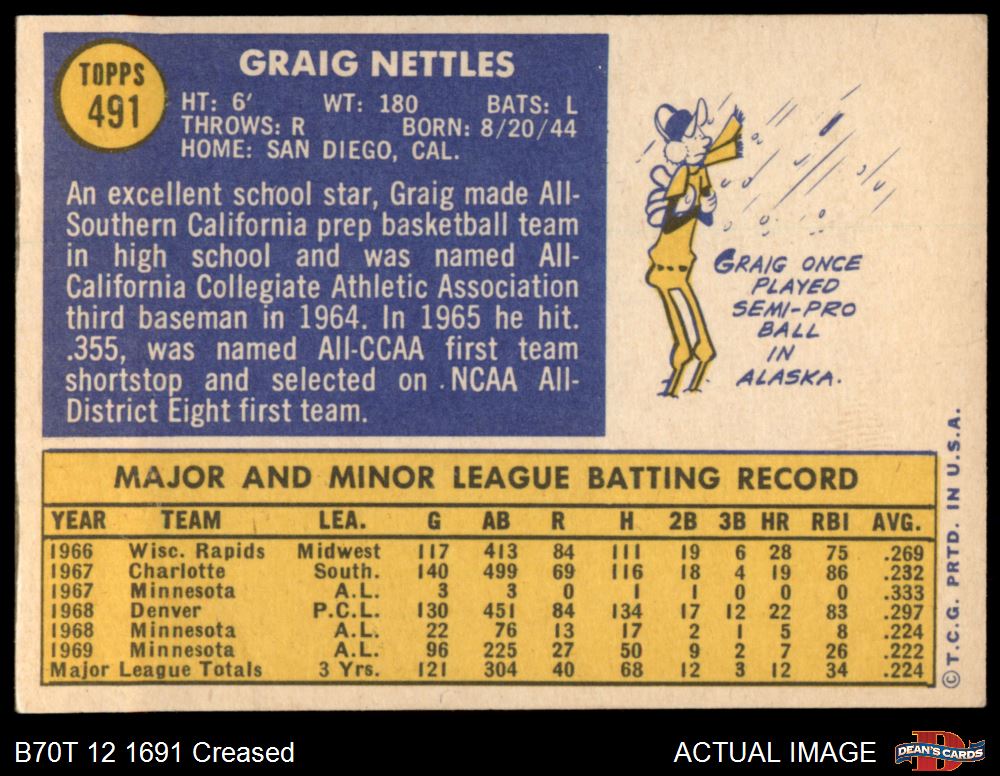 TOPPS
491
GRAIG NETTLES
HT: 6' WT: 180 BATS: L
THROWS: R BORN: 8/20/44
HOME: SAN DIEGO, CAL.
An excellent school star, Graig made All-
Southern California prep basketball team
in high school and was named All-
California Collegiate Athletic Association
third baseman in 1964. In 1965 he hit.
.355, was named All-CCAA first team
shortstop and selected on NCAA All-
District Eight first team.
GRAIG ONCE
PLAYED
SEMI-PRO
BALL
IN
ALASKA.
MAJOR AND MINOR LEAGUE BATTING RECORD
YEAR TEAM LEA. G AB R H 2B 3B HR RBI AVG.
1966 Wisc. Rapids Midwest 117 413 84 111 19 6 28 75 .269
1967 Charlotte South. 140 499 69 116 18 4 19 86 .232
1967 Minnesota A.L. 3 3 0 1 1 0 0 0 .333
1968 Denver P.C.L. 130 451 84 134 17 12 22 83 .297
1968 Minnesota A.L. 22 76 13 17 2 1 5 8 .224
1969 Minnesota A.L. 96 225 27 50 9 2 7 26 .222
Major League Totals 3 Yrs. 121 304 40 68 12 3 12 34 .224
©T.C.G. PRTD. IN U.S.A.
B70T 12 1691 Creased
ACTUAL IMAGE
DEAN'S CARDS